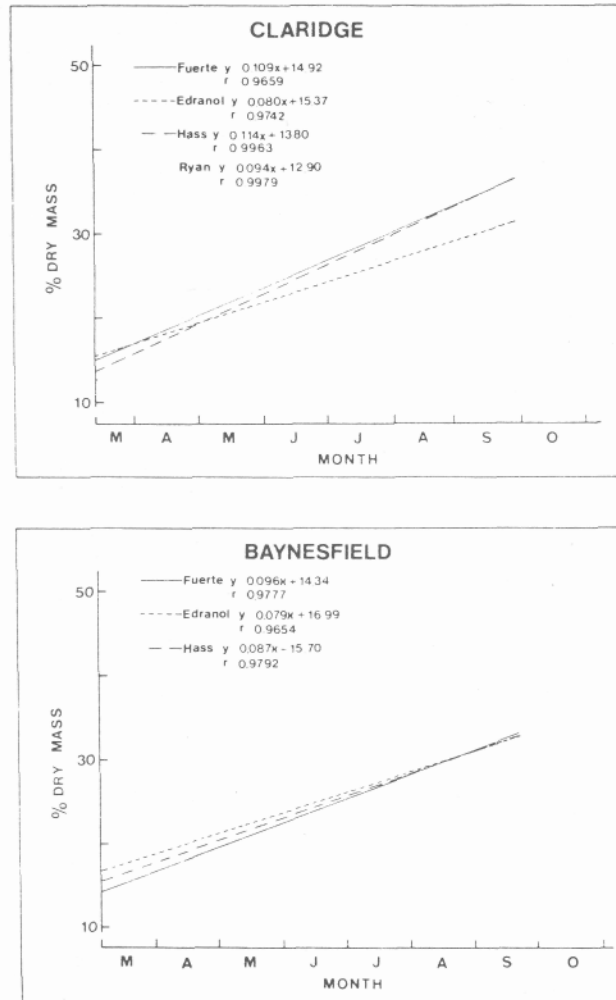 CLARIDGE
50
30
10
% DRY MASS
Fuerte y 0.109x+14.92
r 0.9659
Edranol y 0.080x+15.37
r 0.9742
Hass y 0.114x+13.80
r 0.9963
Ryan y 0.094x+12.90
r 0.9979
M A M J J A S O
MONTH
BAYNESFIELD
50
30
10
% DRY MASS
Fuerte y 0.096x+14.34
r 0.9777
Edranol y 0.079x+16.99
r 0.9654
Hass y 0.087x-15.70
r 0.9792
M A M J J A S O
MONTH